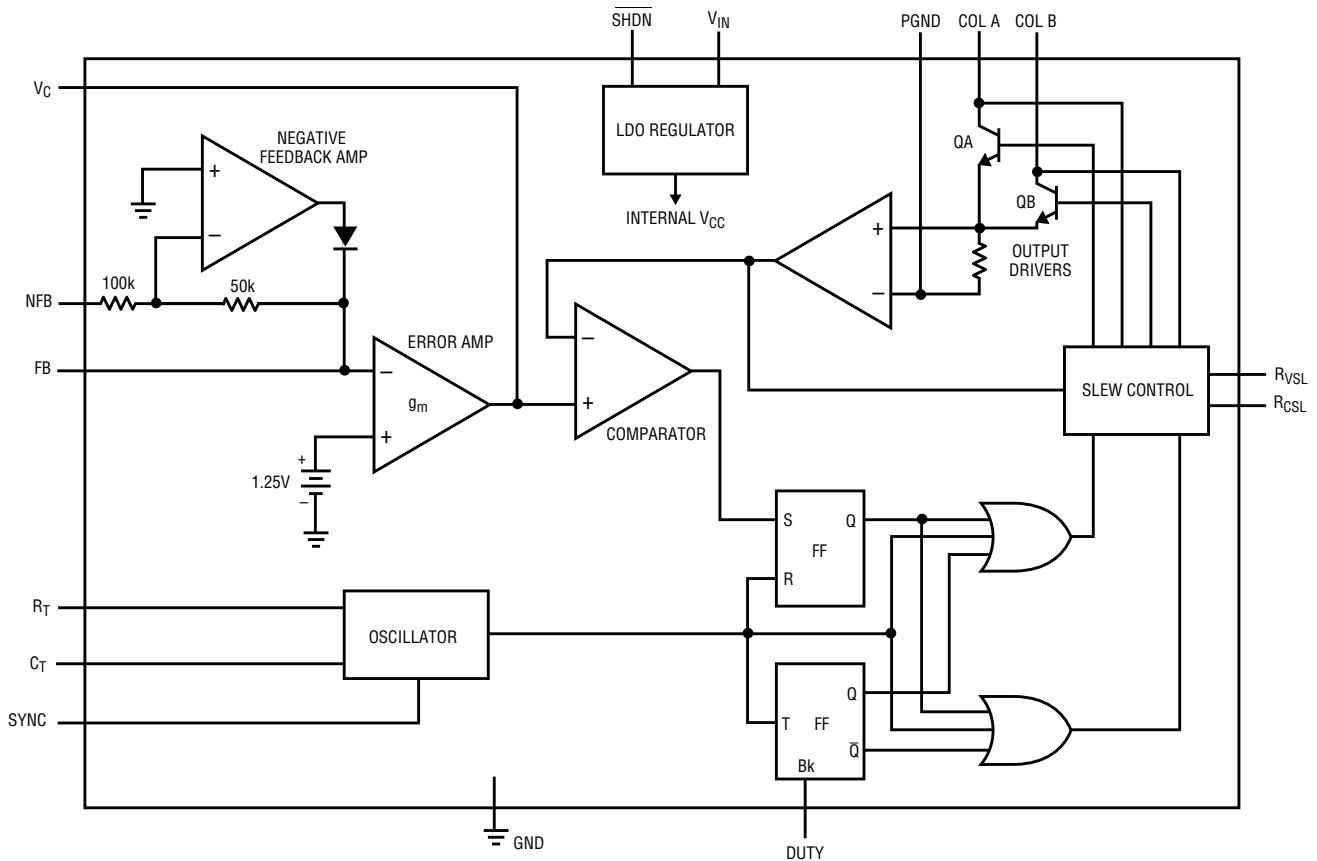 SHDN
VIN
PGND
COL A
COL B
VC
NEGATIVE
FEEDBACK AMP
LDO REGULATOR
QA
+
−
INTERNAL VCC
QB
+
−
OUTPUT
DRIVERS
100k
50k
NFB
FB
ERROR AMP
−
gm
+
−
+
COMPARATOR
SLEW CONTROL
RVSL
RCSL
1.25V
+
−
S
Q
FF
R
RT
OSCILLATOR
CT
SYNC
Q
T
FF
Q̅
Bk
GND
DUTY